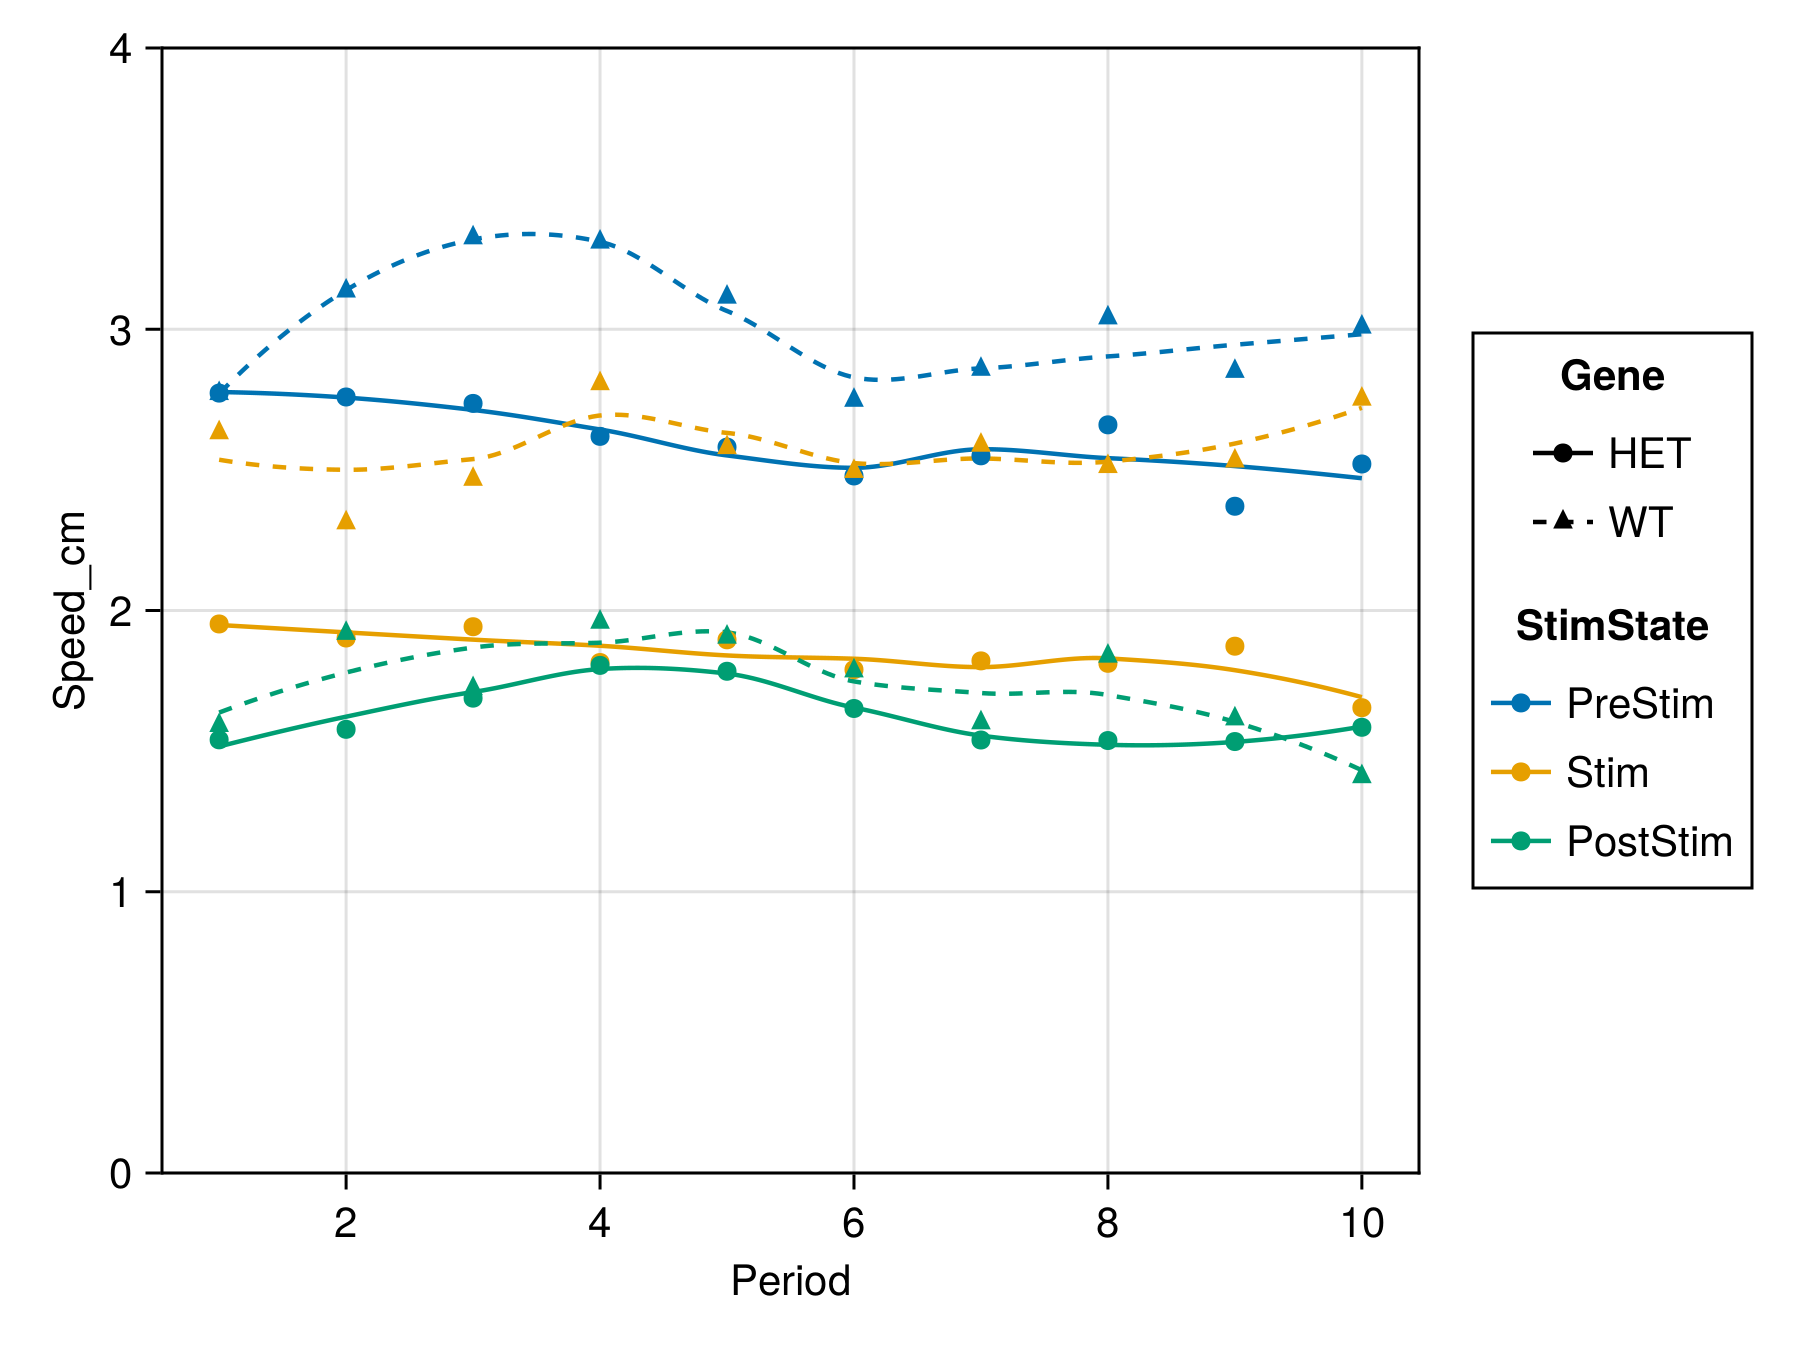 4
3
2
1
0
Speed_cm
2
4
6
8
10
Period
Gene
HET
WT
StimState
PreStim
Stim
PostStim